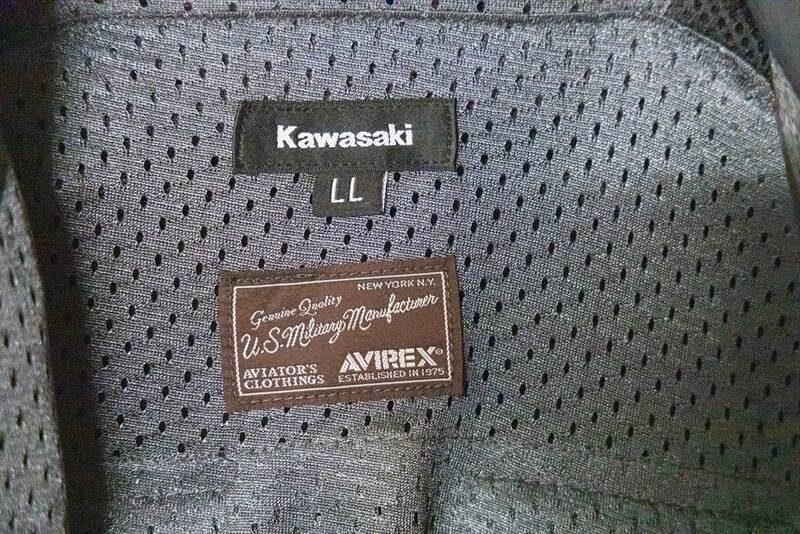 Kawasaki
LL
NEW YORK N.Y.
Genuine Quality
U.S. Military Manufacturer
AVIATOR'S
CLOTHINGS
AVIREX®
ESTABLISHED IN 1975